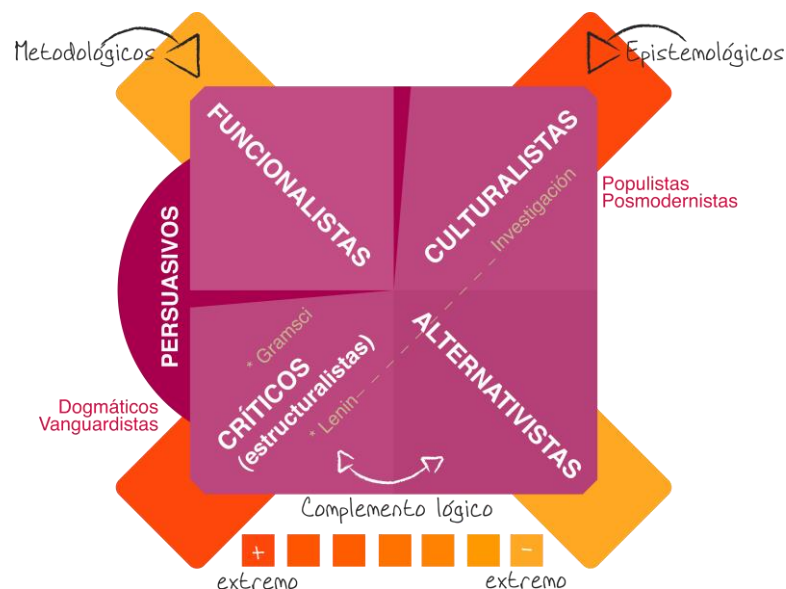 Metodológicos
Epistemológicos
FUNCIONALISTAS
CULTURALISTAS
Investigación
Populistas
Posmodernistas
PERSUASIVOS
* Gramsci
CRÍTICOS
(estructuralistas)
* Lenin
ALTERNATIVISTAS
Dogmáticos
Vanguardistas
Complemento lógico
+
-
extremo
extremo